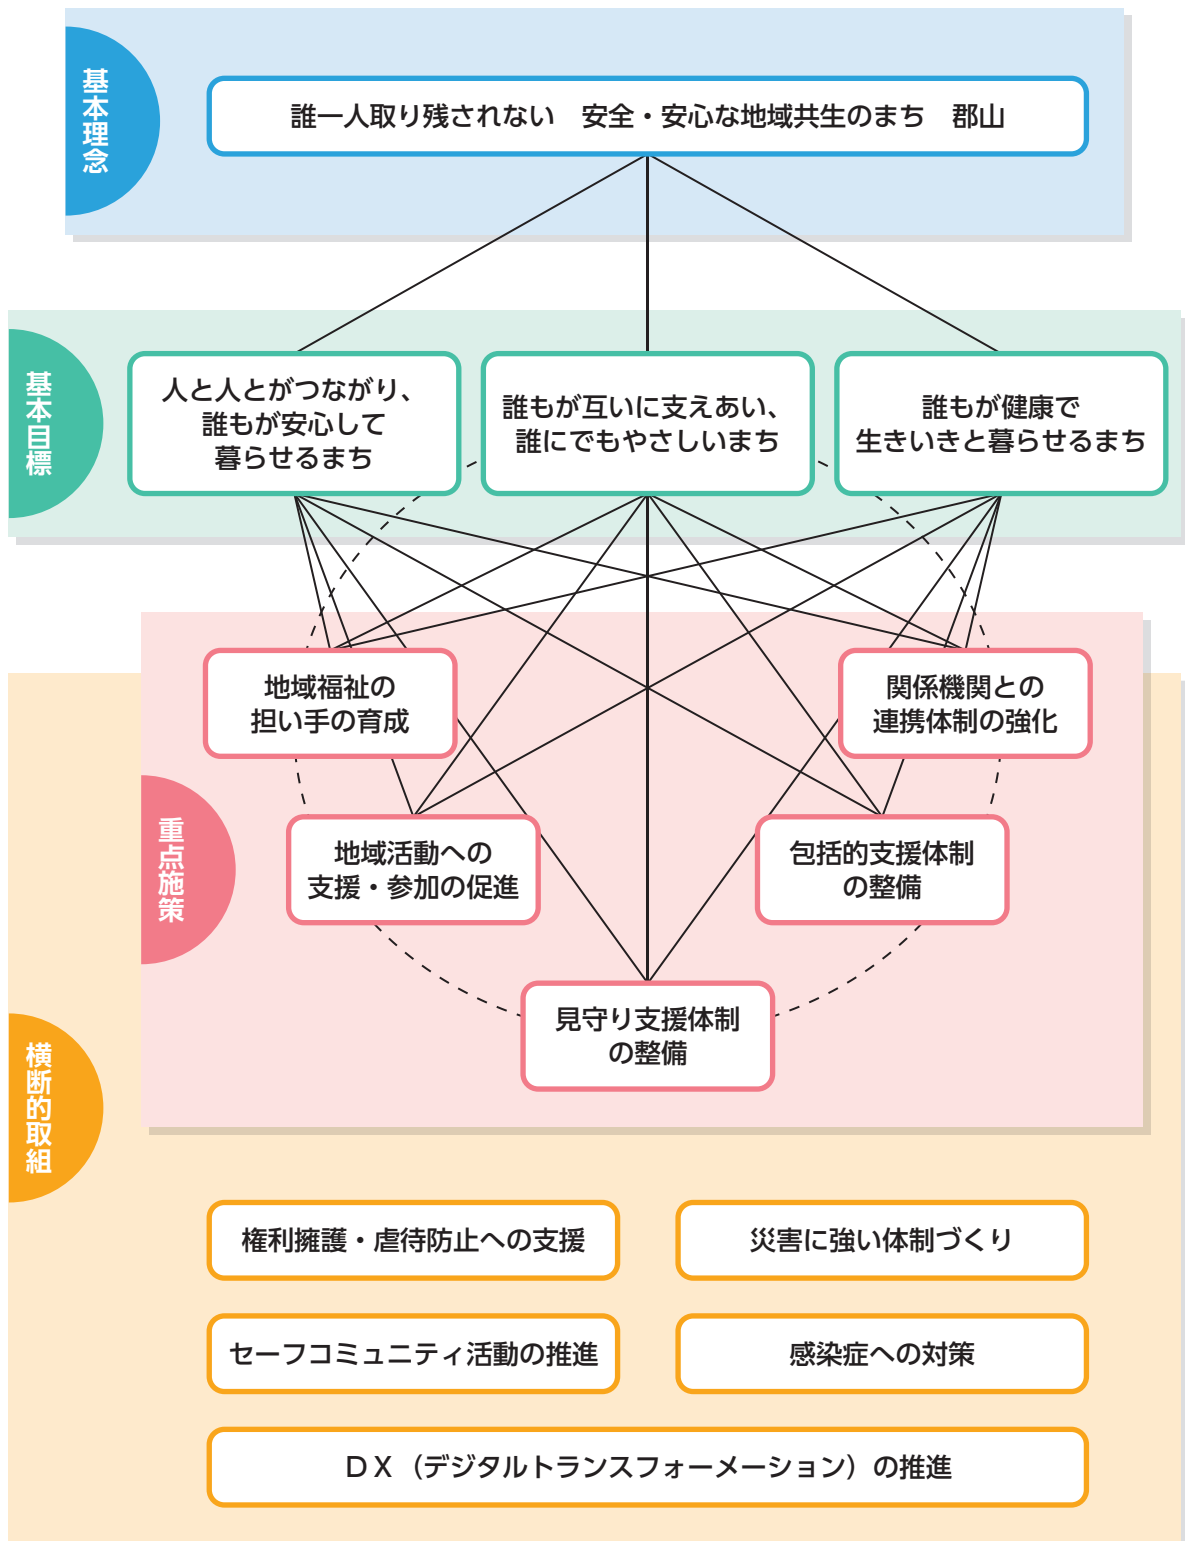 基本理念
誰一人取り残されない　安全・安心な地域共生のまち　郡山
基本目標
人と人とがつながり、
誰もが安心して
暮らせるまち
誰もが互いに支えあい、
誰にでもやさしいまち
誰もが健康で
生きいきと暮らせるまち
重点施策
地域福祉の
担い手の育成
関係機関との
連携体制の強化
地域活動への
支援・参加の促進
包括的支援体制
の整備
見守り支援体制
の整備
横断的取組
権利擁護・虐待防止への支援
災害に強い体制づくり
セーフコミュニティ活動の推進
感染症への対策
ＤＸ（デジタルトランスフォーメーション）の推進